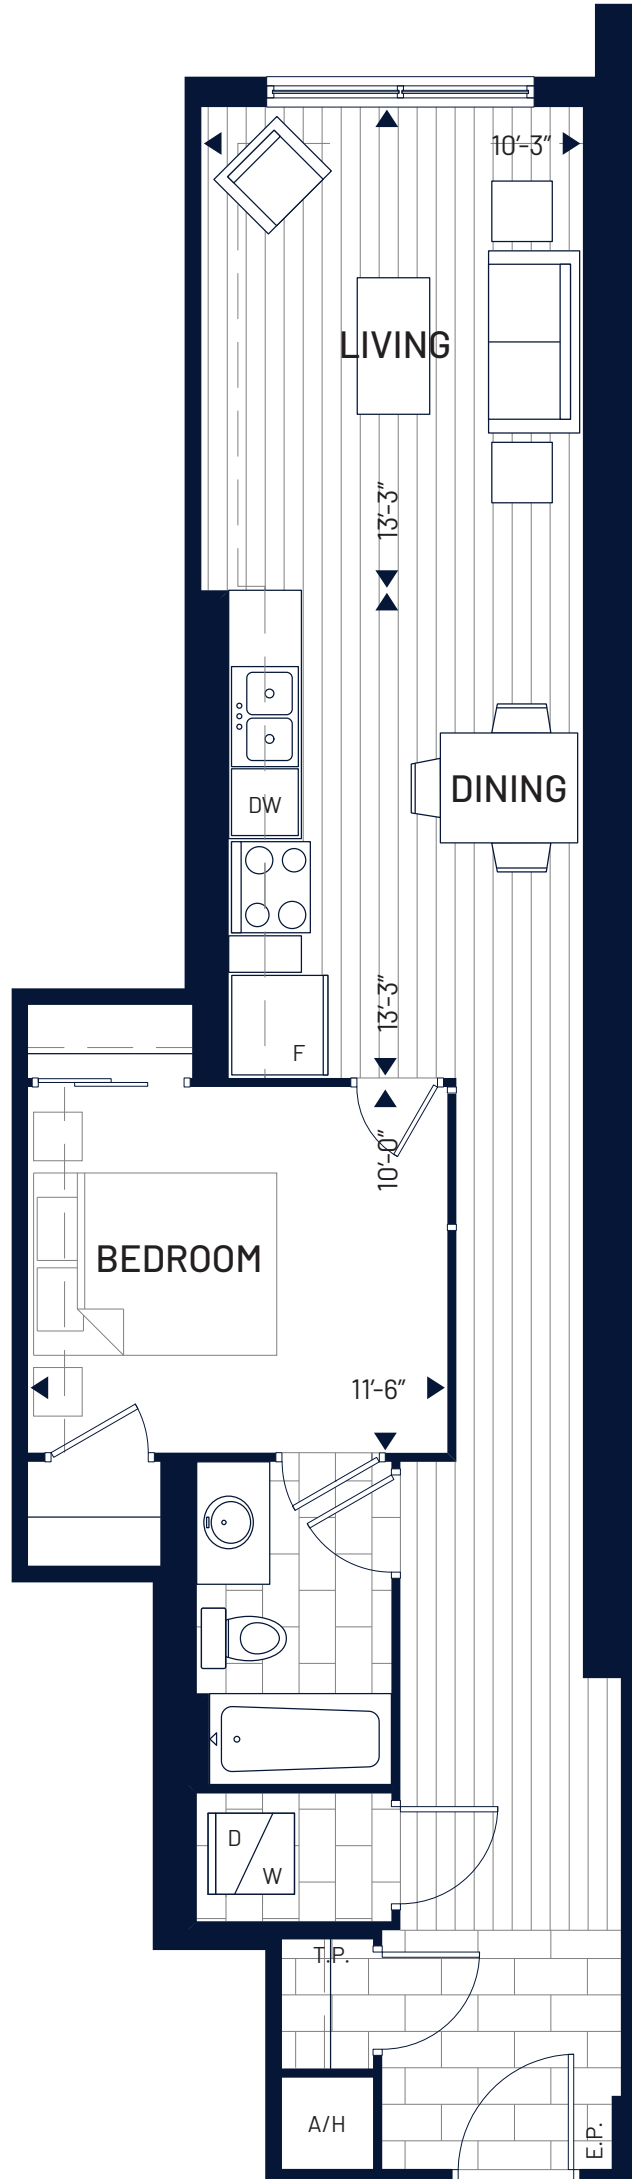 10'-3"
LIVING
13'-3"
DINING
DW
13'-3"
F
10'-0"
BEDROOM
11'-6"
D
W
T.P.
A/H
E.P.